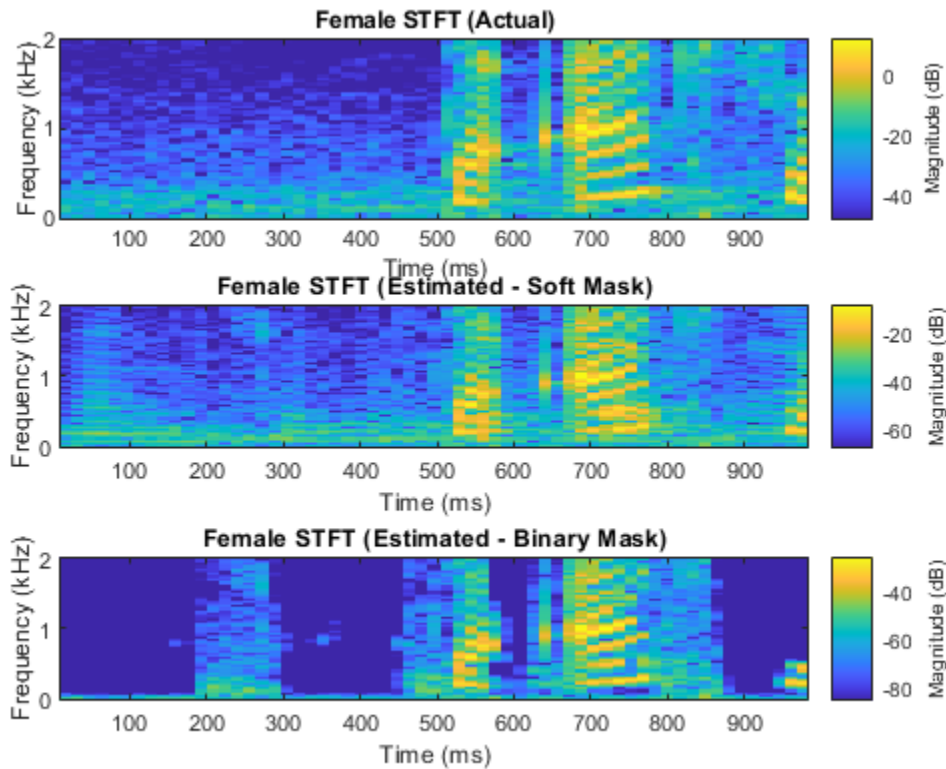 Female STFT (Actual)
2
1
0
Frequency (kHz)
100 200 300 400 500 600 700 800 900
Time (ms)
0
-20
-40
Magnitude (dB)
Female STFT (Estimated - Soft Mask)
2
1
0
Frequency (kHz)
100 200 300 400 500 600 700 800 900
Time (ms)
-20
-40
-60
Magnitude (dB)
Female STFT (Estimated - Binary Mask)
2
1
0
Frequency (kHz)
100 200 300 400 500 600 700 800 900
Time (ms)
-40
-60
-80
Magnitude (dB)